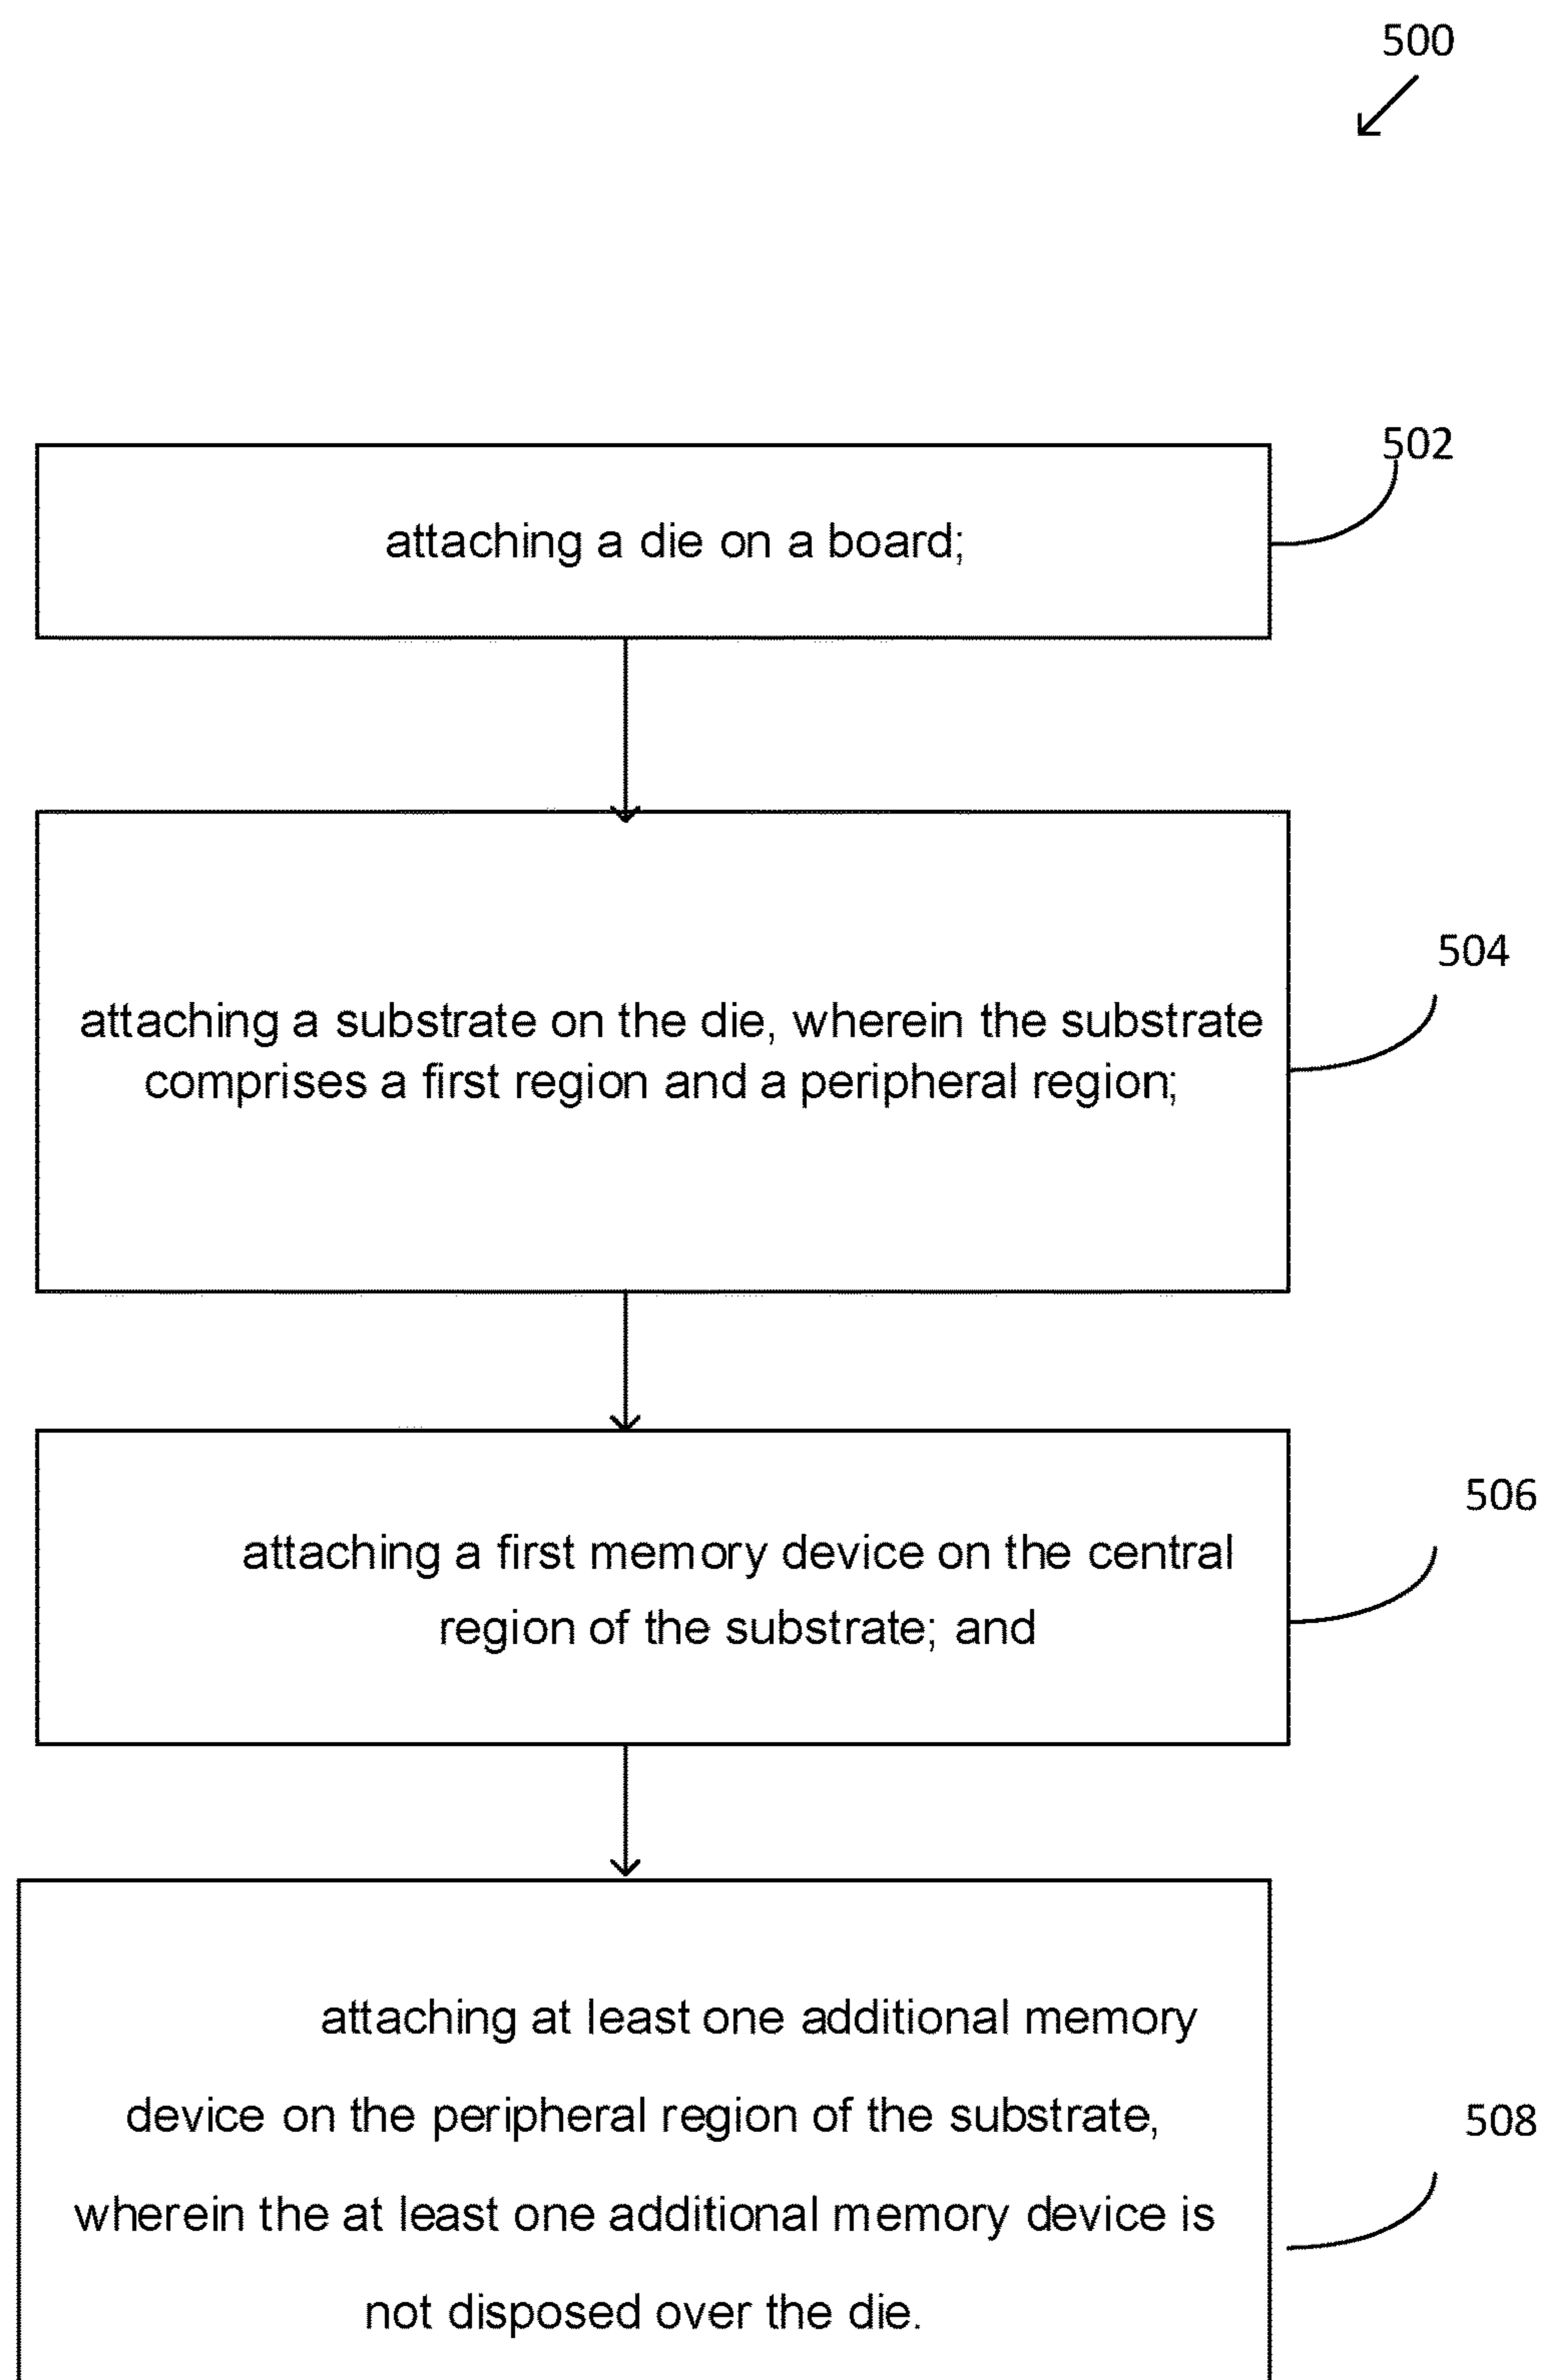 500
502
attaching a die on a board;
504
attaching a substrate on the die, wherein the substrate
comprises a first region and a peripheral region;
506
attaching a first memory device on the central
region of the substrate; and
attaching at least one additional memory
device on the peripheral region of the substrate,
508
wherein the at least one additional memory device is
not disposed over the die.